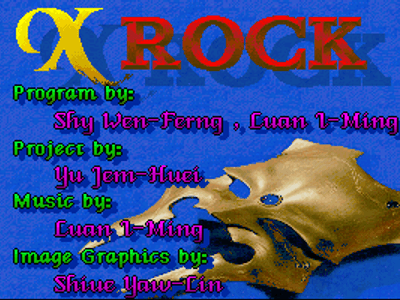 X ROCK
Program by:
Shy Wen-Ferng , Luan I-Ming
Project by:
Yu Jem-Huei.
Music by:
Luan I-Ming
Image Graphics by:
Shiue Yaw-Lin